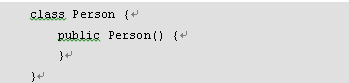 class Person {
    public Person() {
    }
}